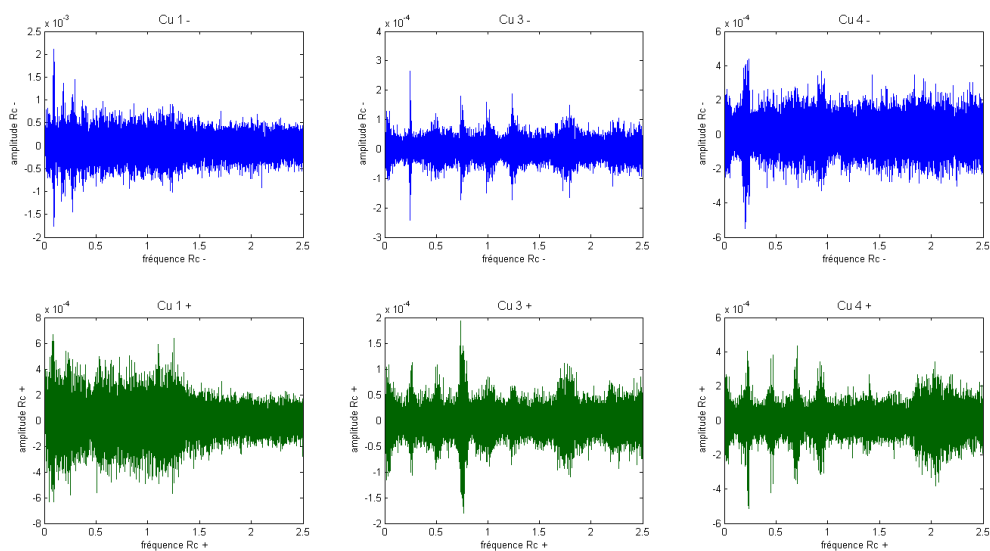 Cu 1 -
Cu 3 -
Cu 4 -
x 10^-3
x 10^-4
x 10^-4
amplitude Rc -
amplitude Rc -
amplitude Rc -
2.5
2
1.5
1
0.5
0
-0.5
-1
-1.5
-2
4
3
2
1
0
-1
-2
-3
6
4
2
0
-2
-4
-6
0 0.5 1 1.5 2 2.5
0 0.5 1 1.5 2 2.5
0 0.5 1 1.5 2 2.5
fréquence Rc -
fréquence Rc -
fréquence Rc -
Cu 1 +
Cu 3 +
Cu 4 +
x 10^-4
x 10^-4
x 10^-4
amplitude Rc +
amplitude Rc +
amplitude Rc +
8
6
4
2
0
-2
-4
-6
-8
2
1.5
1
0.5
0
-0.5
-1
-1.5
-2
6
4
2
0
-2
-4
-6
0 0.5 1 1.5 2 2.5
0 0.5 1 1.5 2 2.5
0 0.5 1 1.5 2 2.5
fréquence Rc +
fréquence Rc +
fréquence Rc +